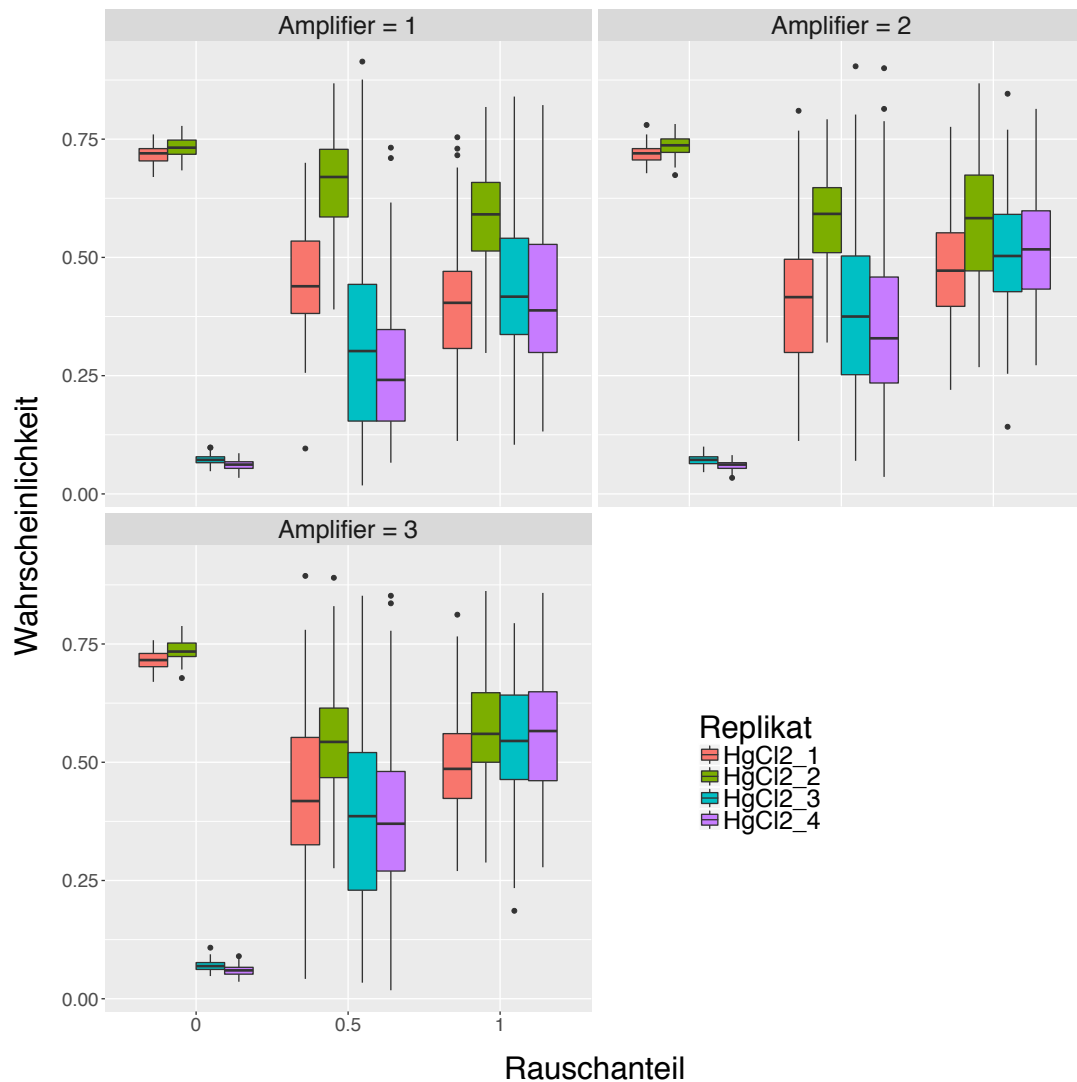 Amplifier = 1
Amplifier = 2
0.75
0.50
0.25
0.00
Amplifier = 3
0.75
0.50
0.25
0.00
0
0.5
1
Wahrscheinlichkeit
Rauschanteil
Replikat
HgCl2_1
HgCl2_2
HgCl2_3
HgCl2_4